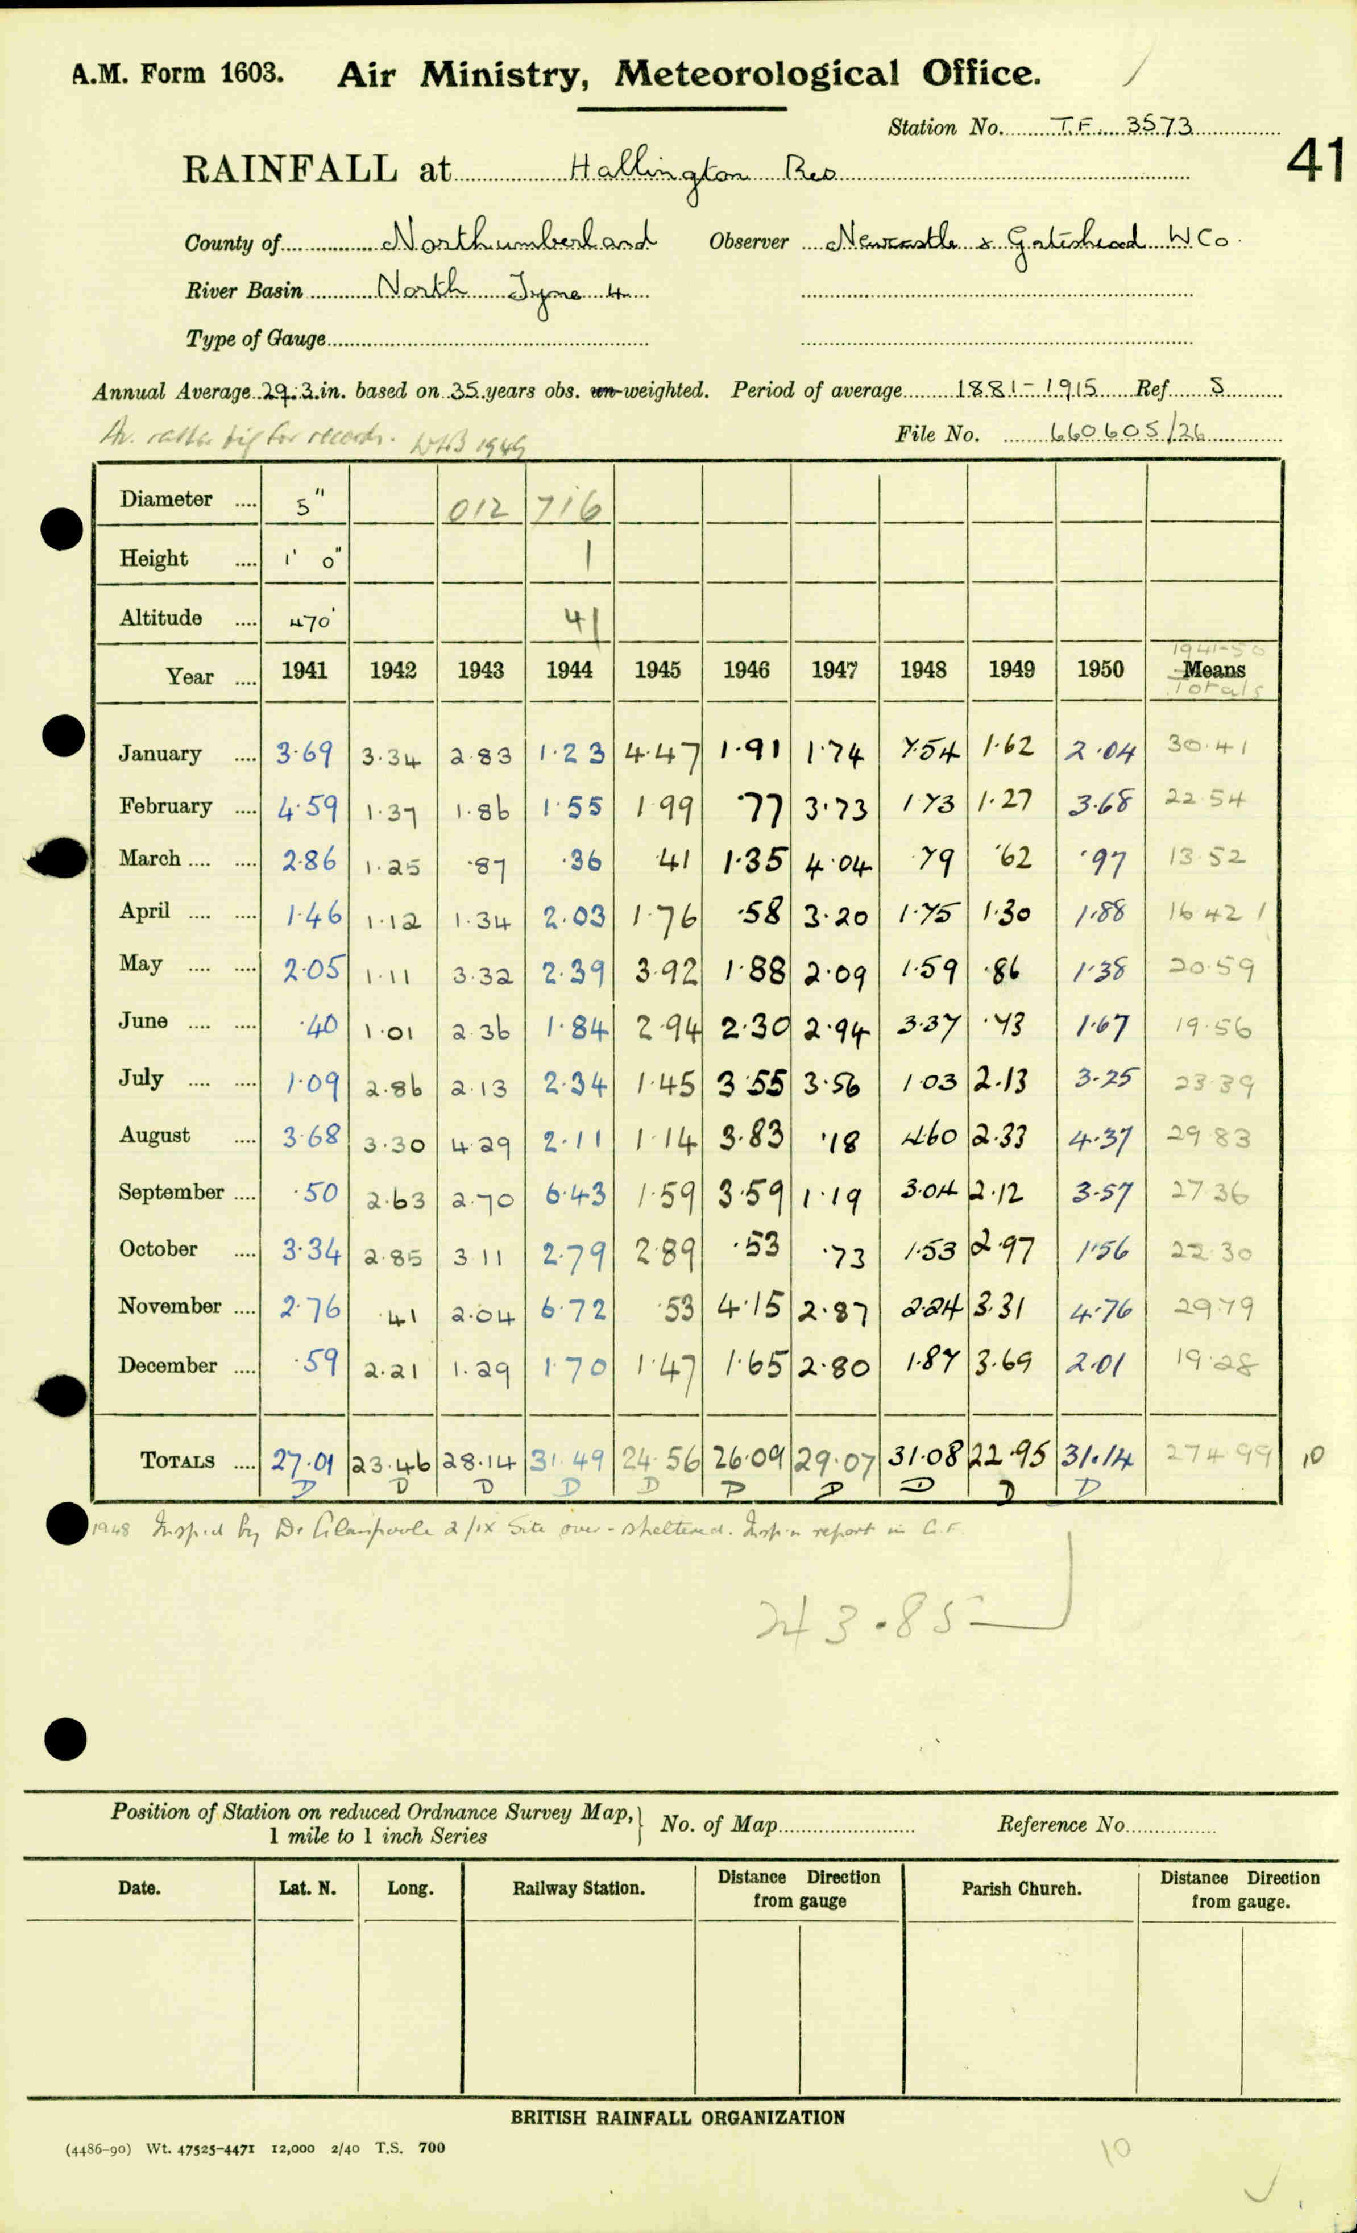 A.M. Form 1603. Air Ministry, Meteorological Office.
Station No. T.F. 3573
41
RAINFALL at Hallington Res
County of Northumberland Observer Newcastle & Gateshead W Co.
River Basin North Tyne 4
Type of Gauge
Annual Average 29.3 in. based on 35 years obs. un-weighted. Period of average 1881-1915 Ref. S
Av. rather big for records. 1949
File No. 660605/26
Diameter .... 5" 012 716
Height .... 1' 0" 1
Altitude .... 470' 41
1941-50
Year .... 1941 1942 1943 1944 1945 1946 1947 1948 1949 1950 Means
Totals
January .... 3.69 3.34 2.83 1.23 4.47 1.91 1.74 7.54 1.62 2.04 30.41
February .... 4.59 1.37 1.86 1.55 1.99 .77 3.73 1.73 1.27 3.68 22.54
March .... .... 2.86 1.25 .87 .36 .41 1.35 4.04 .79 .62 .97 13.52
April .... .... 1.46 1.12 1.34 2.03 1.76 .58 3.20 1.75 1.30 1.88 16.42 1
May .... .... 2.05 1.11 3.32 2.39 3.92 1.88 2.09 1.59 .86 1.38 20.59
June .... .... .40 1.01 2.36 1.84 2.94 2.30 2.94 3.37 .73 1.67 19.56
July .... .... 1.09 2.86 2.13 2.34 1.45 3.55 3.56 1.03 2.13 3.25 23.39
August .... 3.68 3.30 4.29 2.11 1.14 3.83 .18 4.60 2.33 4.37 29.83
September .... .50 2.63 2.70 6.43 1.59 3.59 1.19 3.04 2.12 3.57 27.36
October .... 3.34 2.85 3.11 2.79 2.89 .53 .73 1.53 2.97 1.56 22.30
November .... 2.76 .41 2.04 6.72 .53 4.15 2.87 2.24 3.31 4.76 29.79
December .... .59 2.21 1.29 1.70 1.47 1.65 2.80 1.87 3.69 2.01 19.28
TOTALS .... 27.01 23.46 28.14 31.49 24.56 26.09 29.07 31.08 22.95 31.14 274.99 10
D D D D D D D D D D
1948 Insp'd by Dr Glasspoole 2/IX Site over-sheltered. Insp'n report in C.F.
243.85
Position of Station on reduced Ordnance Survey Map, No. of Map Reference No.
1 mile to 1 inch Series
Date. Lat. N. Long. Railway Station. Distance Direction from gauge Parish Church. Distance Direction from gauge.
BRITISH RAINFALL ORGANIZATION
(4486-90) Wt. 47525-4471 12,000 2/40 T.S. 700
10